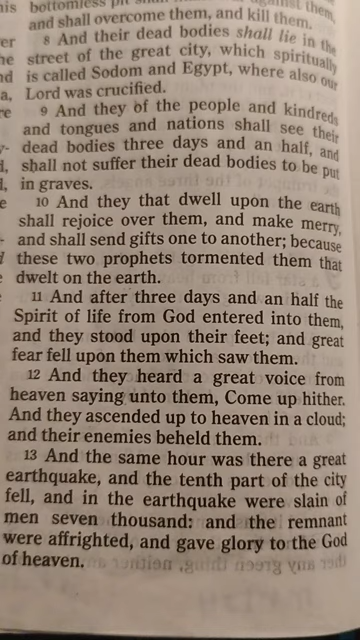 bottomless pit shall against them,
and shall overcome them, and kill them.
8 And their dead bodies shall lie in the
street of the great city, which spiritually
is called Sodom and Egypt, where also our
Lord was crucified.
9 And they of the people and kindreds
and tongues and nations shall see their
dead bodies three days and an half, and
shall not suffer their dead bodies to be put
in graves.
10 And they that dwell upon the earth
shall rejoice over them, and make merry,
and shall send gifts one to another; because
these two prophets tormented them that
dwelt on the earth.
11 And after three days and an half the
Spirit of life from God entered into them,
and they stood upon their feet; and great
fear fell upon them which saw them.
12 And they heard a great voice from
heaven saying unto them, Come up hither.
And they ascended up to heaven in a cloud;
and their enemies beheld them.
13 And the same hour was there a great
earthquake, and the tenth part of the city
fell, and in the earthquake were slain of
men seven thousand: and the remnant
were affrighted, and gave glory to the God
of heaven.